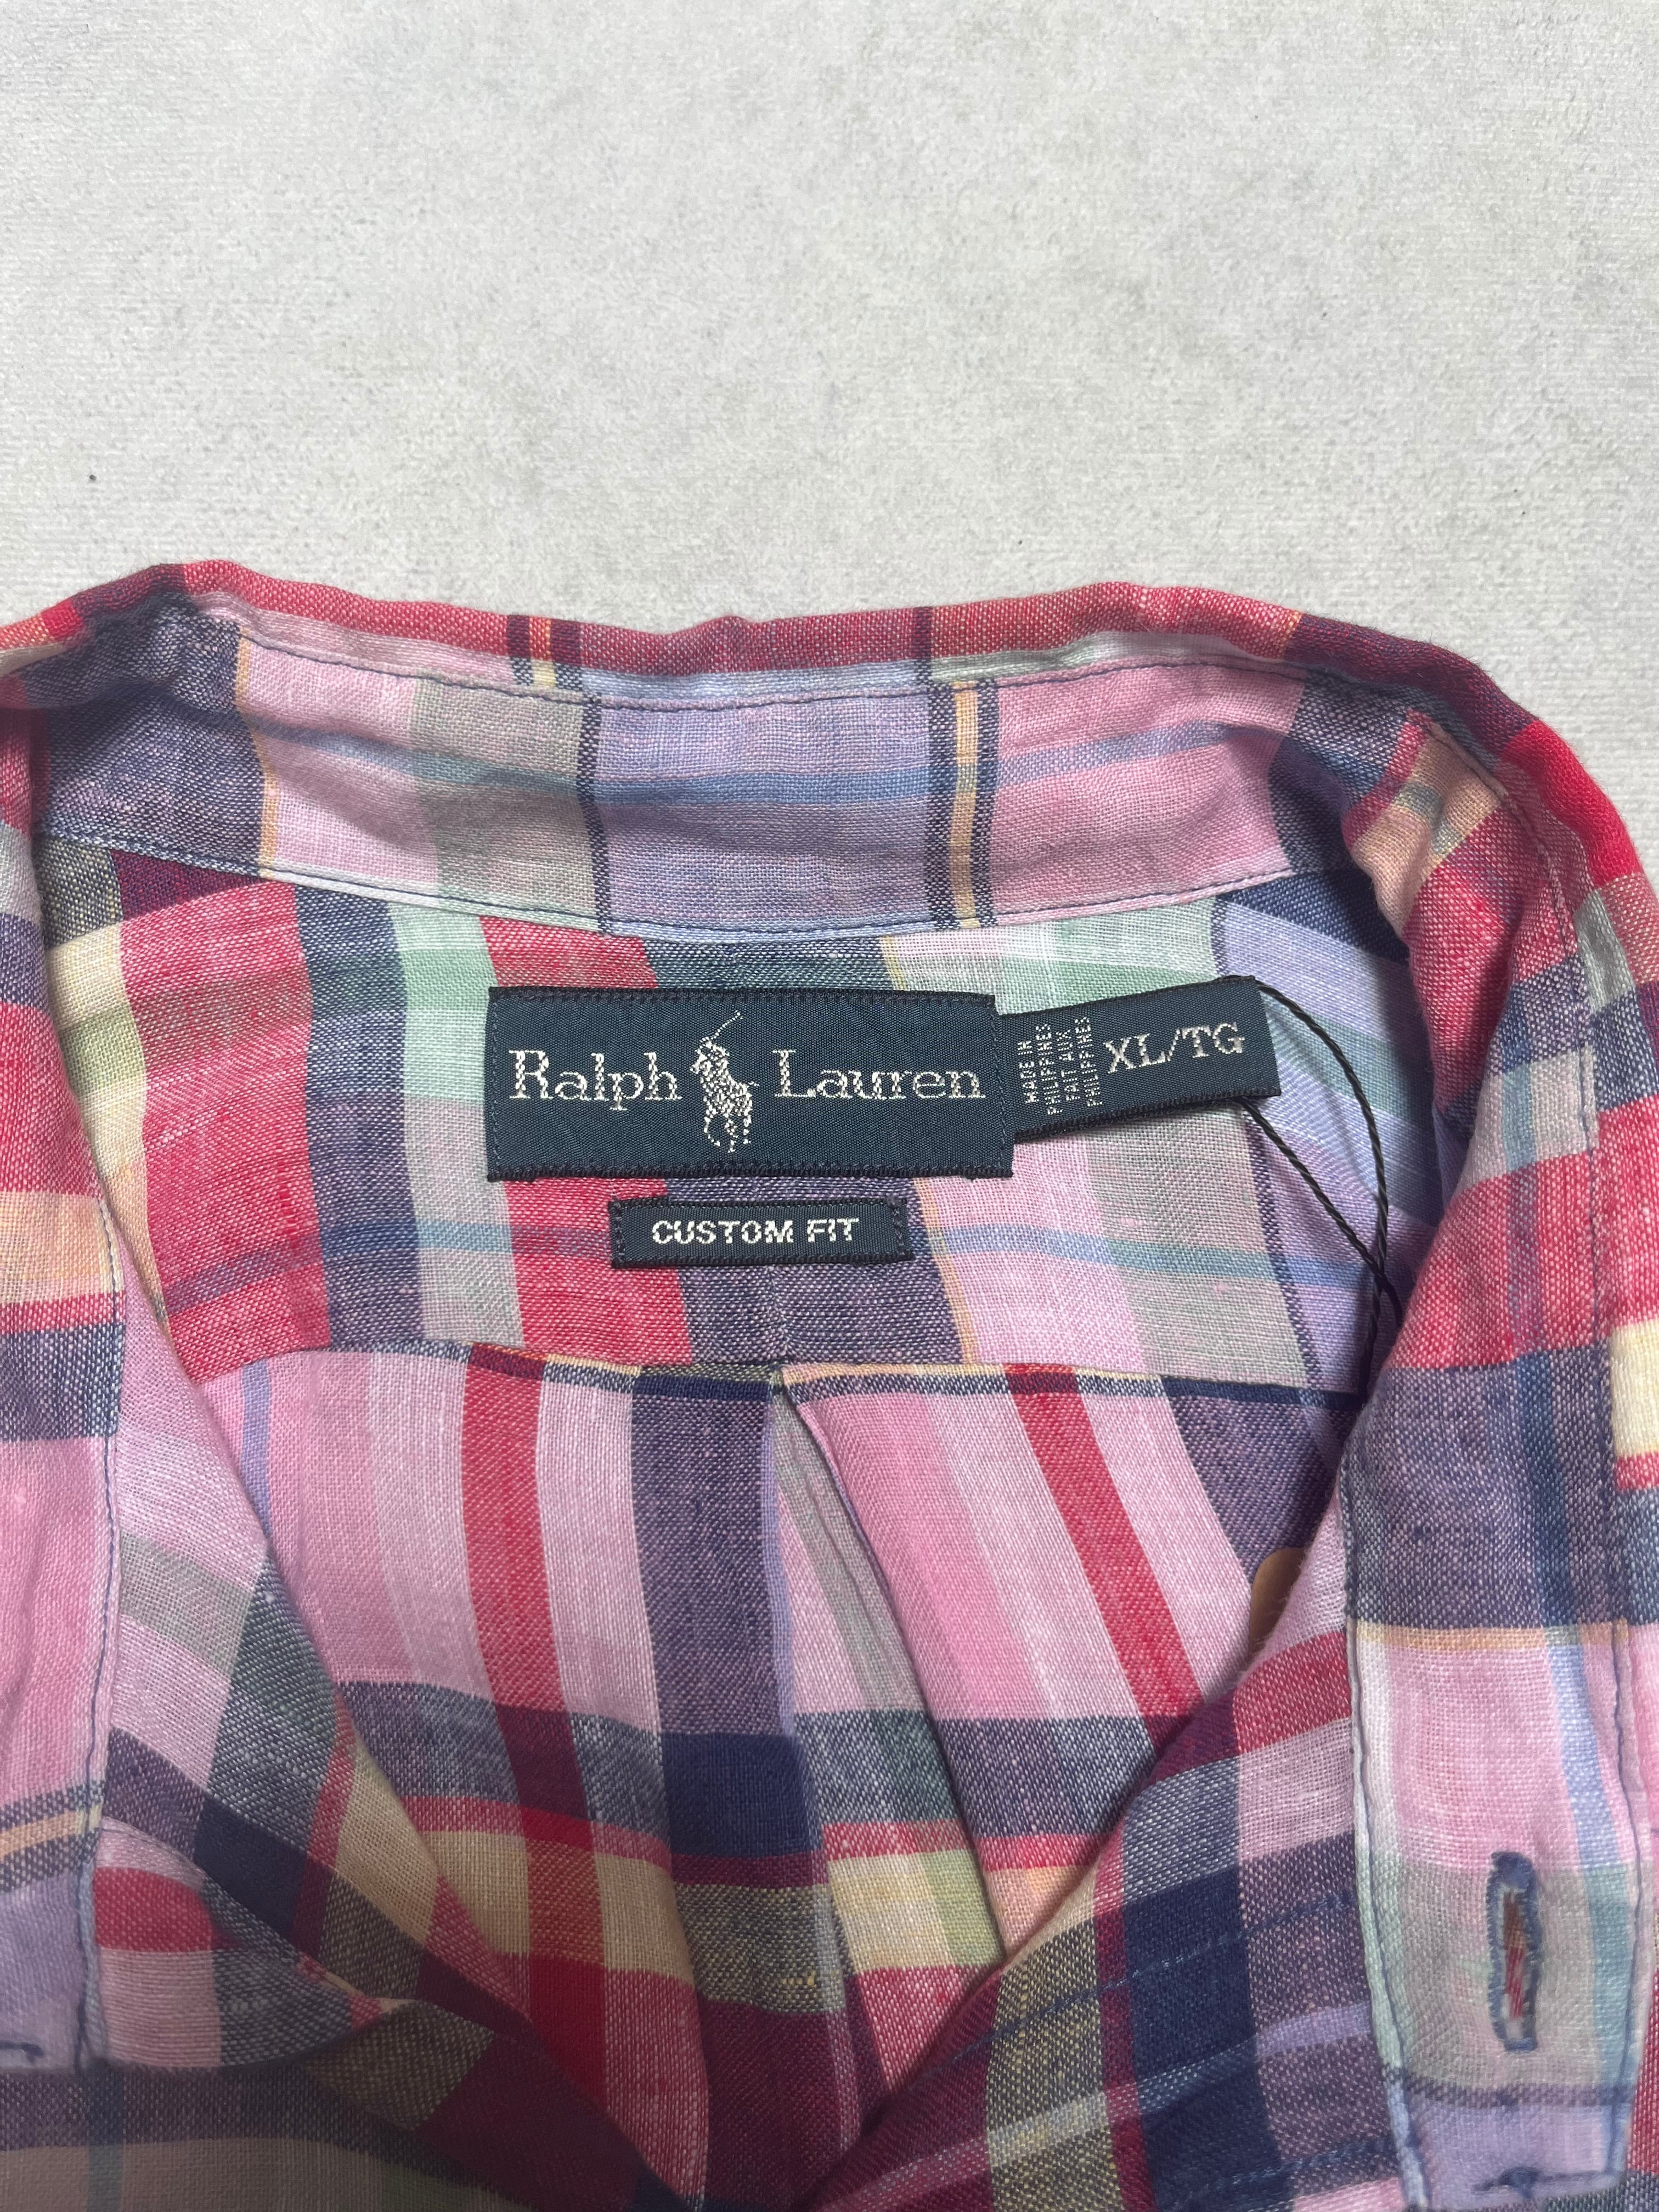 Ralph Lauren
MADE IN
PHILIPPINES
FAIT AUX
PHILIPPINES
XL/TG
CUSTOM FIT